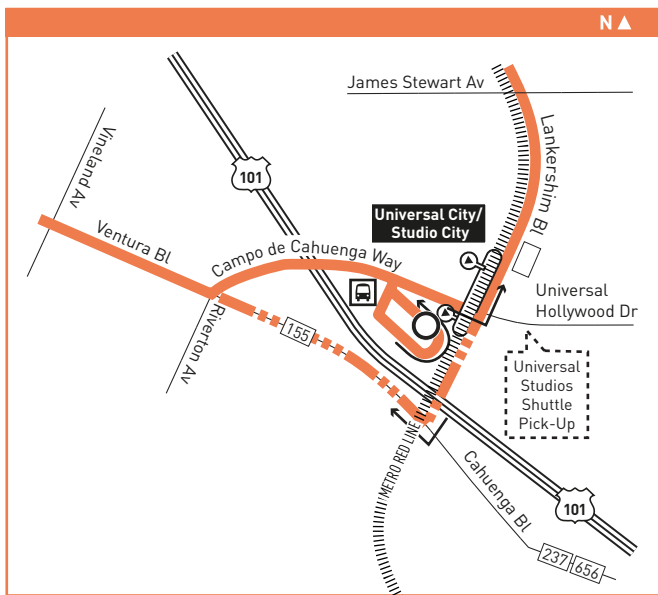 N
James Stewart Av
Vineland Av
101
Lankershim Bl
Universal City/
Studio City
Ventura Bl
Campo de Cahuenga Way
Universal
Hollywood Dr
Riverton Av
155
Universal
Studios
Shuttle
Pick-Up
METRO RED LINE
Cahuenga Bl
101
237
656